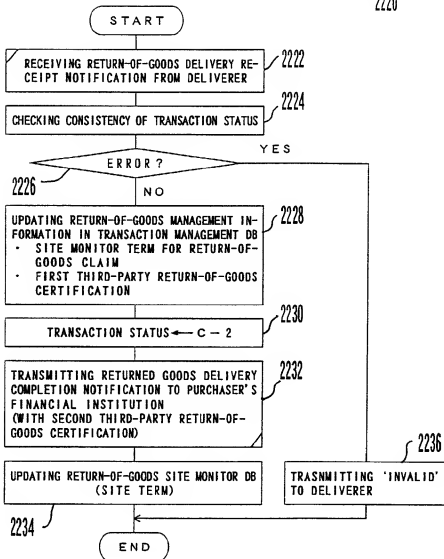 2220
START
RECEIVING RETURN-OF-GOODS DELIVERY RE-
CEIPT NOTIFICATION FROM DELIVERER
2222
2224
CHECKING CONSISTENCY OF TRANSACTION STATUS
YES
ERROR?
2226
NO
UPDATING RETURN-OF-GOODS MANAGEMENT IN-
FORMATION IN TRANSACTION MANAGEMENT DB
· SITE MONITOR TERM FOR RETURN-OF-
GOODS CLAIM
· FIRST THIRD-PARTY RETURN-OF-GOODS
CERTIFICATION
2228
2230
TRANSACTION STATUS← C - 2
TRANSMITTING RETURNED GOODS DELIVERY
COMPLETION NOTIFICATION TO PURCHASER'S
FINANCIAL INSTITUTION
(WITH SECOND THIRD-PARTY RETURN-OF-
GOODS CERTIFICATION)
2232
2236
UPDATING RETURN-OF-GOODS SITE MONITOR DB
(SITE TERM)
TRASNMITTING 'INVALID'
TO DELIVERER
2234
END